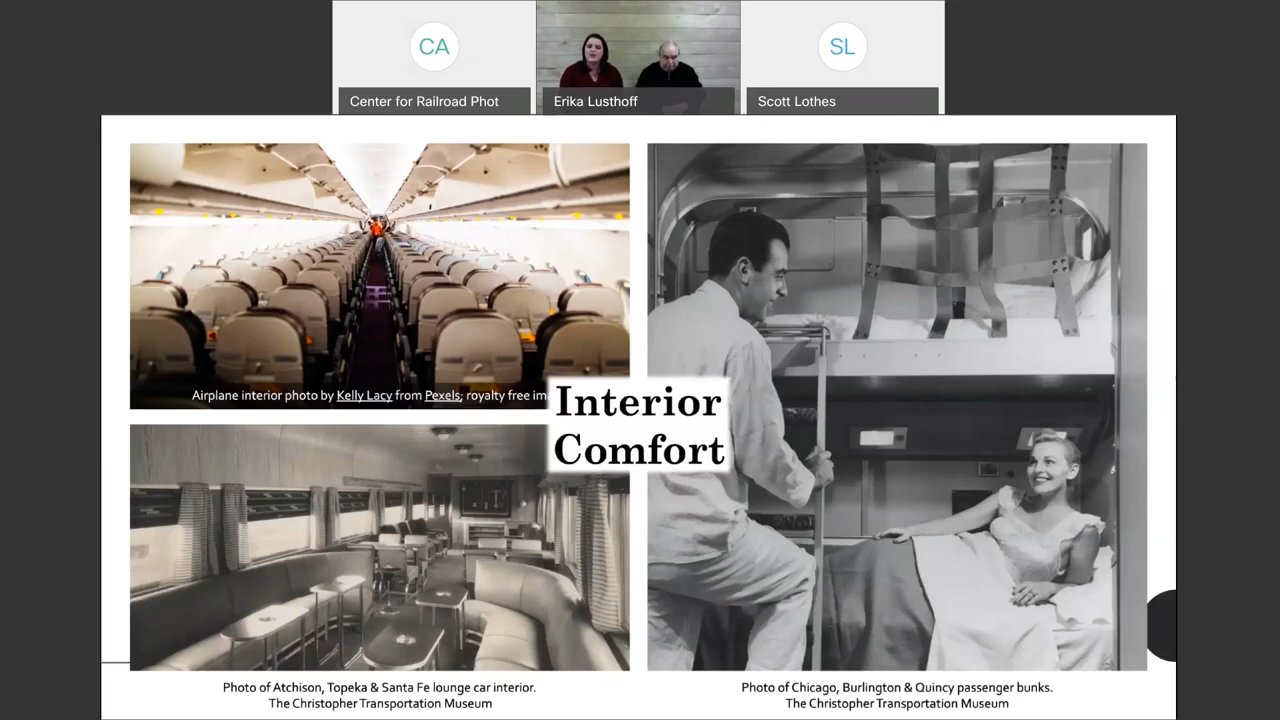 CA
SL
Center for Railroad Phot
Erika Lusthoff
Scott Lothes
Airplane interior photo by Kelly Lacy from Pexels; royalty free
Interior
Comfort
Photo of Atchison, Topeka & Santa Fe lounge car interior.
The Christopher Transportation Museum
Photo of Chicago, Burlington & Quincy passenger bunks.
The Christopher Transportation Museum